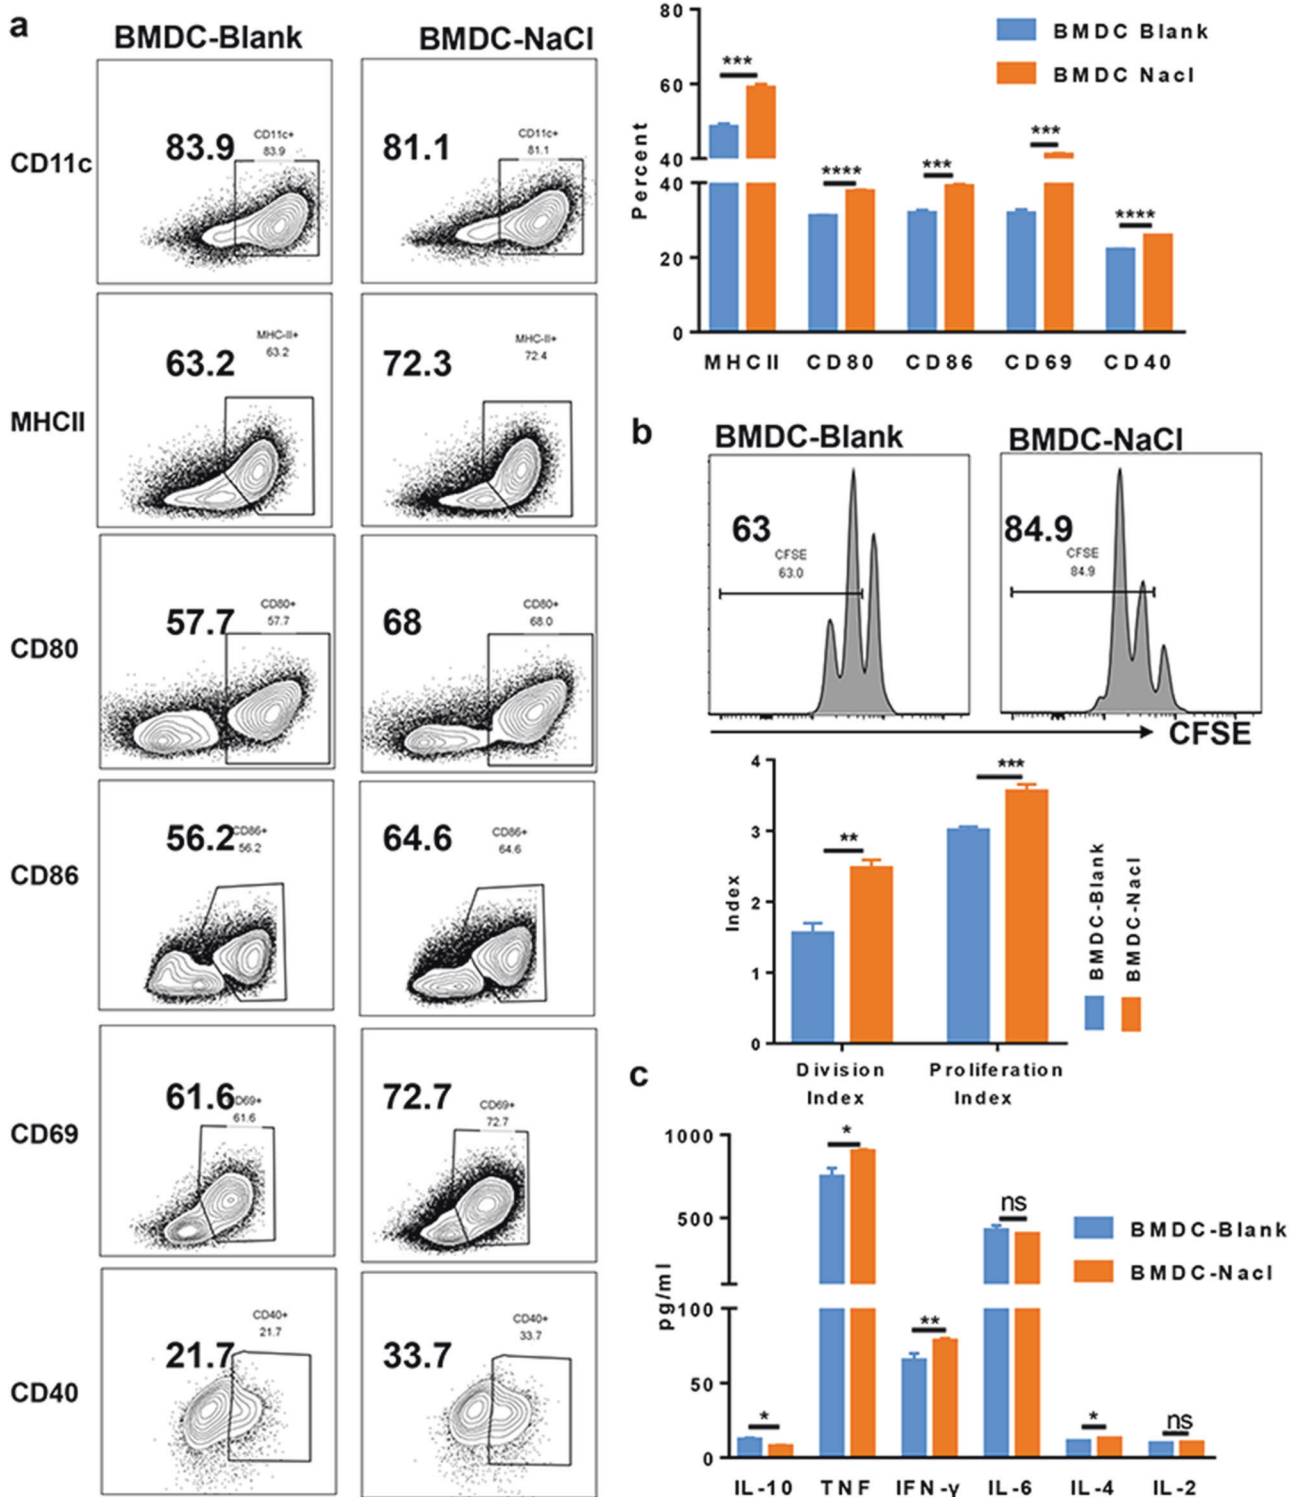 a
BMDC-Blank
BMDC-NaCl
CD11c
83.9
CD11c+
83.9
81.1
CD11c+
81.1
MHCII
63.2
MHC-II+
63.2
72.3
MHC-II+
72.4
CD80
57.7
CD80+
57.7
68
CD80+
68.0
CD86
56.2
CD86+
56.2
64.6
CD86+
64.6
CD69
61.6
D69+
61.6
72.7
CD69+
72.7
CD40
21.7
CD40+
21.7
33.7
CD40+
33.7
Percent
80
60
40
40
20
0
***
****
***
***
****
MHCII
CD80
CD86
CD69
CD40
BMDC Blank
BMDC Nacl
b
BMDC-Blank
BMDC-NaCl
63
CFSE
63.0
84.9
CFSE
84.9
CFSE
Index
4
3
2
1
0
**
***
Division
Index
Proliferation
Index
BMDC-Blank
BMDC-Nacl
c
pg/ml
1000
500
100
50
0
*
*
**
ns
*
ns
IL-10
TNF
IFN-γ
IL-6
IL-4
IL-2
BMDC-Blank
BMDC-Nacl